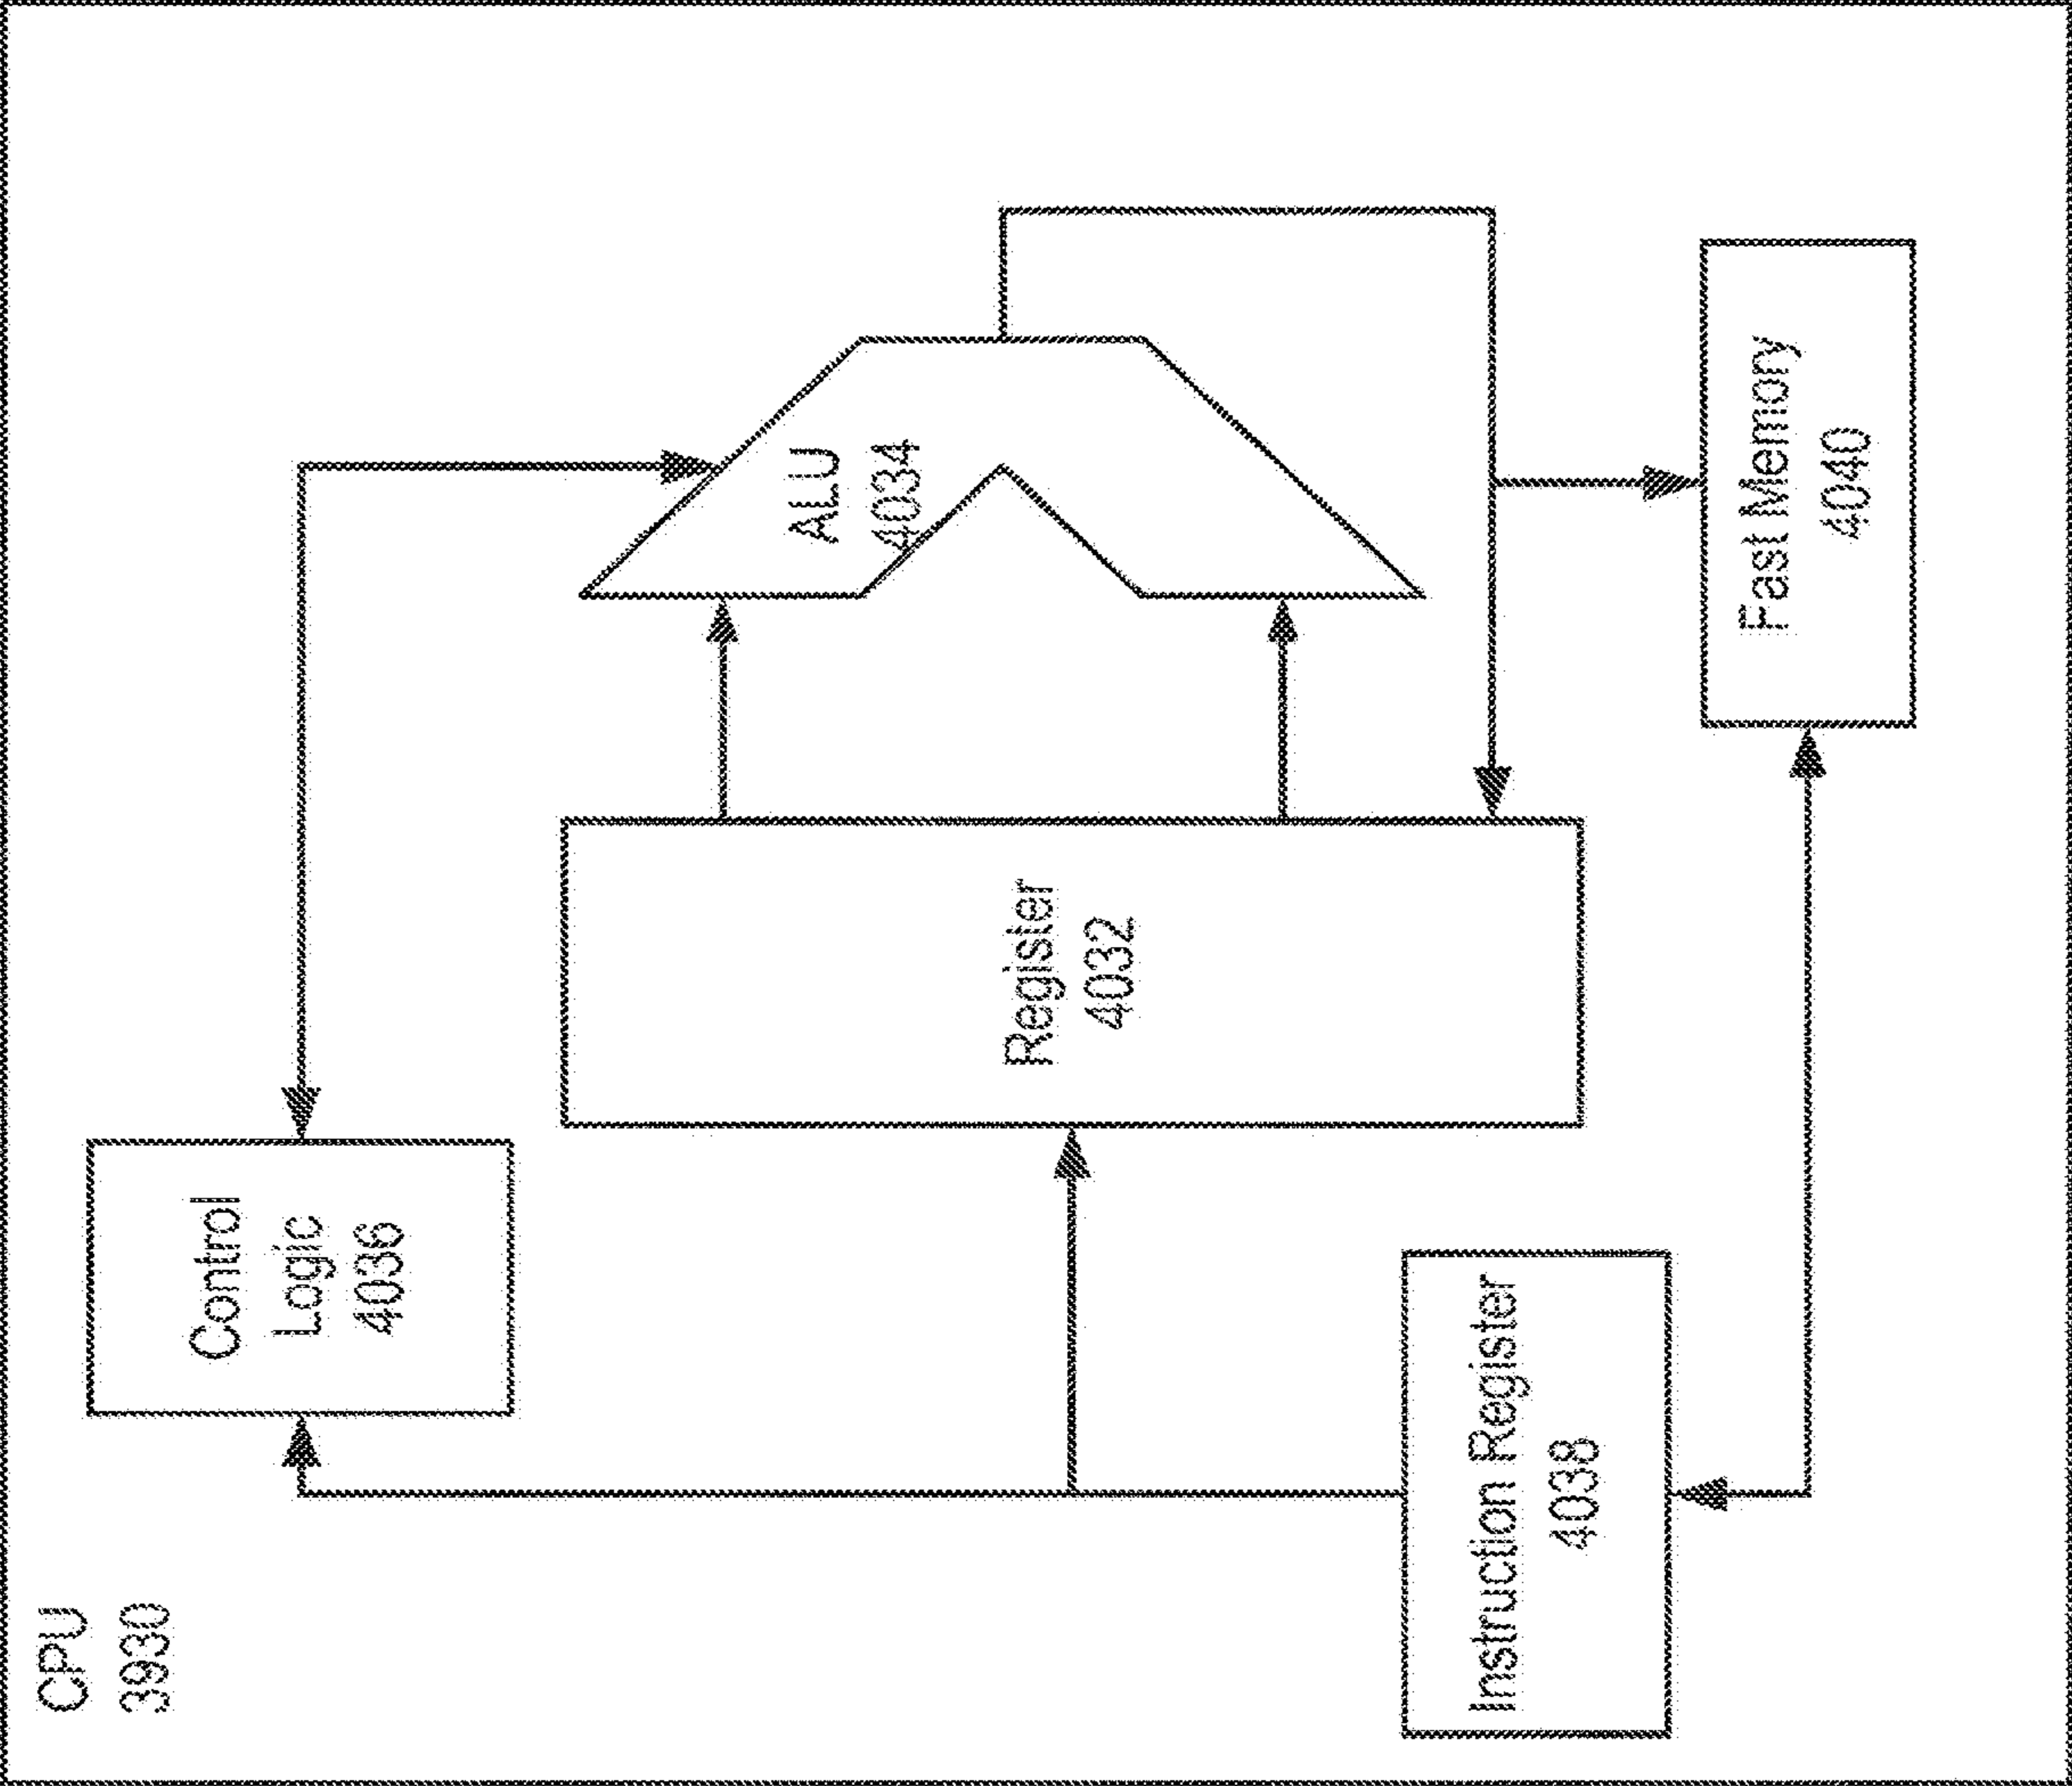 CPU
3930
Control
Logic
4036
Instruction Register
4038
Register
4032
ALU
4034
Fast Memory
4040